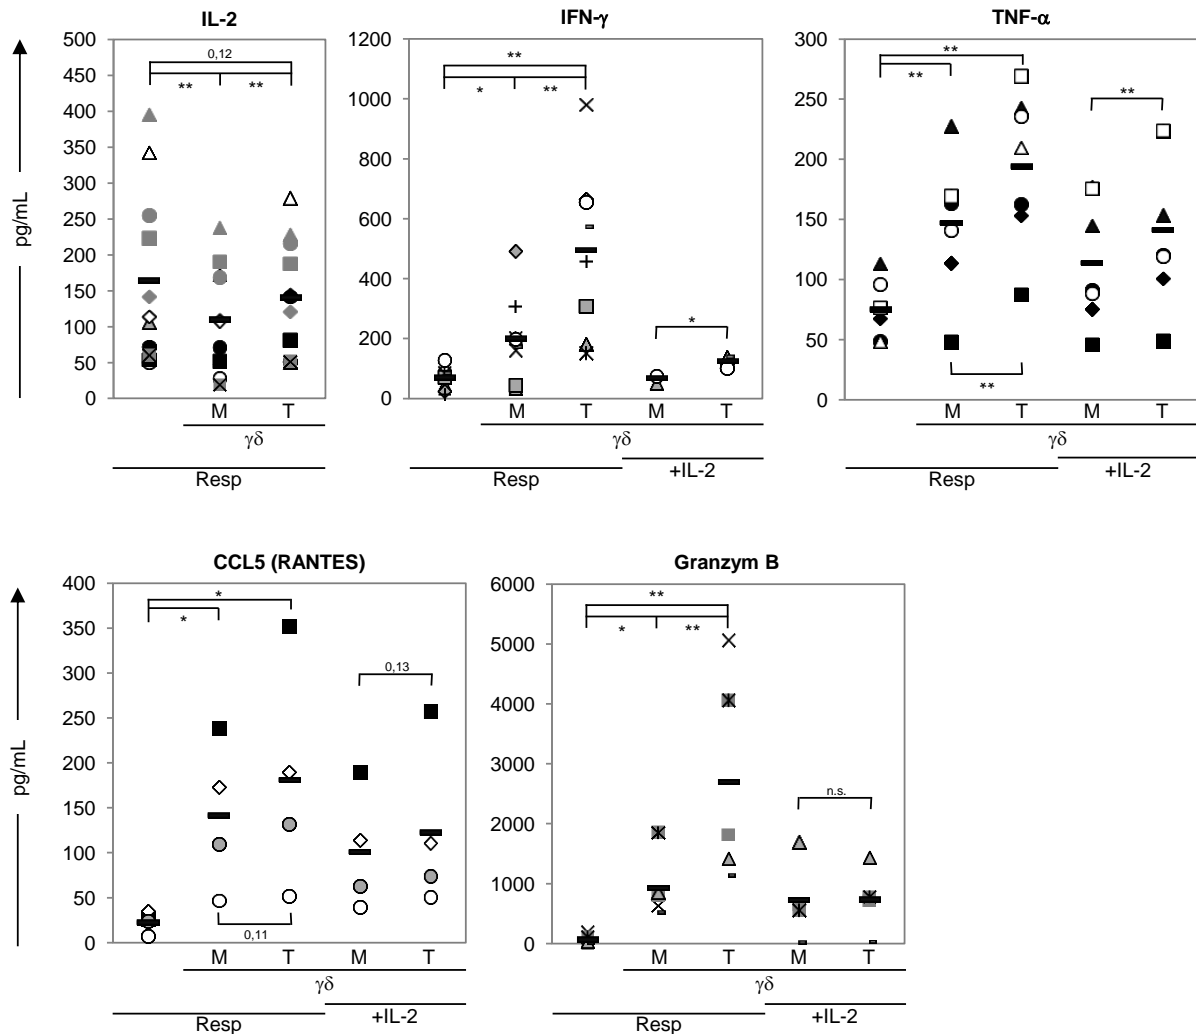 IL-2
IFN-γ
TNF-α
pg/mL
500
450
400
350
300
250
200
150
100
50
0
0,12
** **
M T
γδ
Resp
1200
1000
800
600
400
200
0
**
* **
*
M T M T
γδ
Resp
+IL-2
300
250
200
150
100
50
0
**
**
**
**
M T M T
γδ
Resp
+IL-2
CCL5 (RANTES)
Granzym B
pg/mL
400
350
300
250
200
150
100
50
0
*
*
0,13
0,11
M T M T
γδ
Resp
+IL-2
6000
5000
4000
3000
2000
1000
0
**
* **
n.s.
M T M T
γδ
Resp
+IL-2